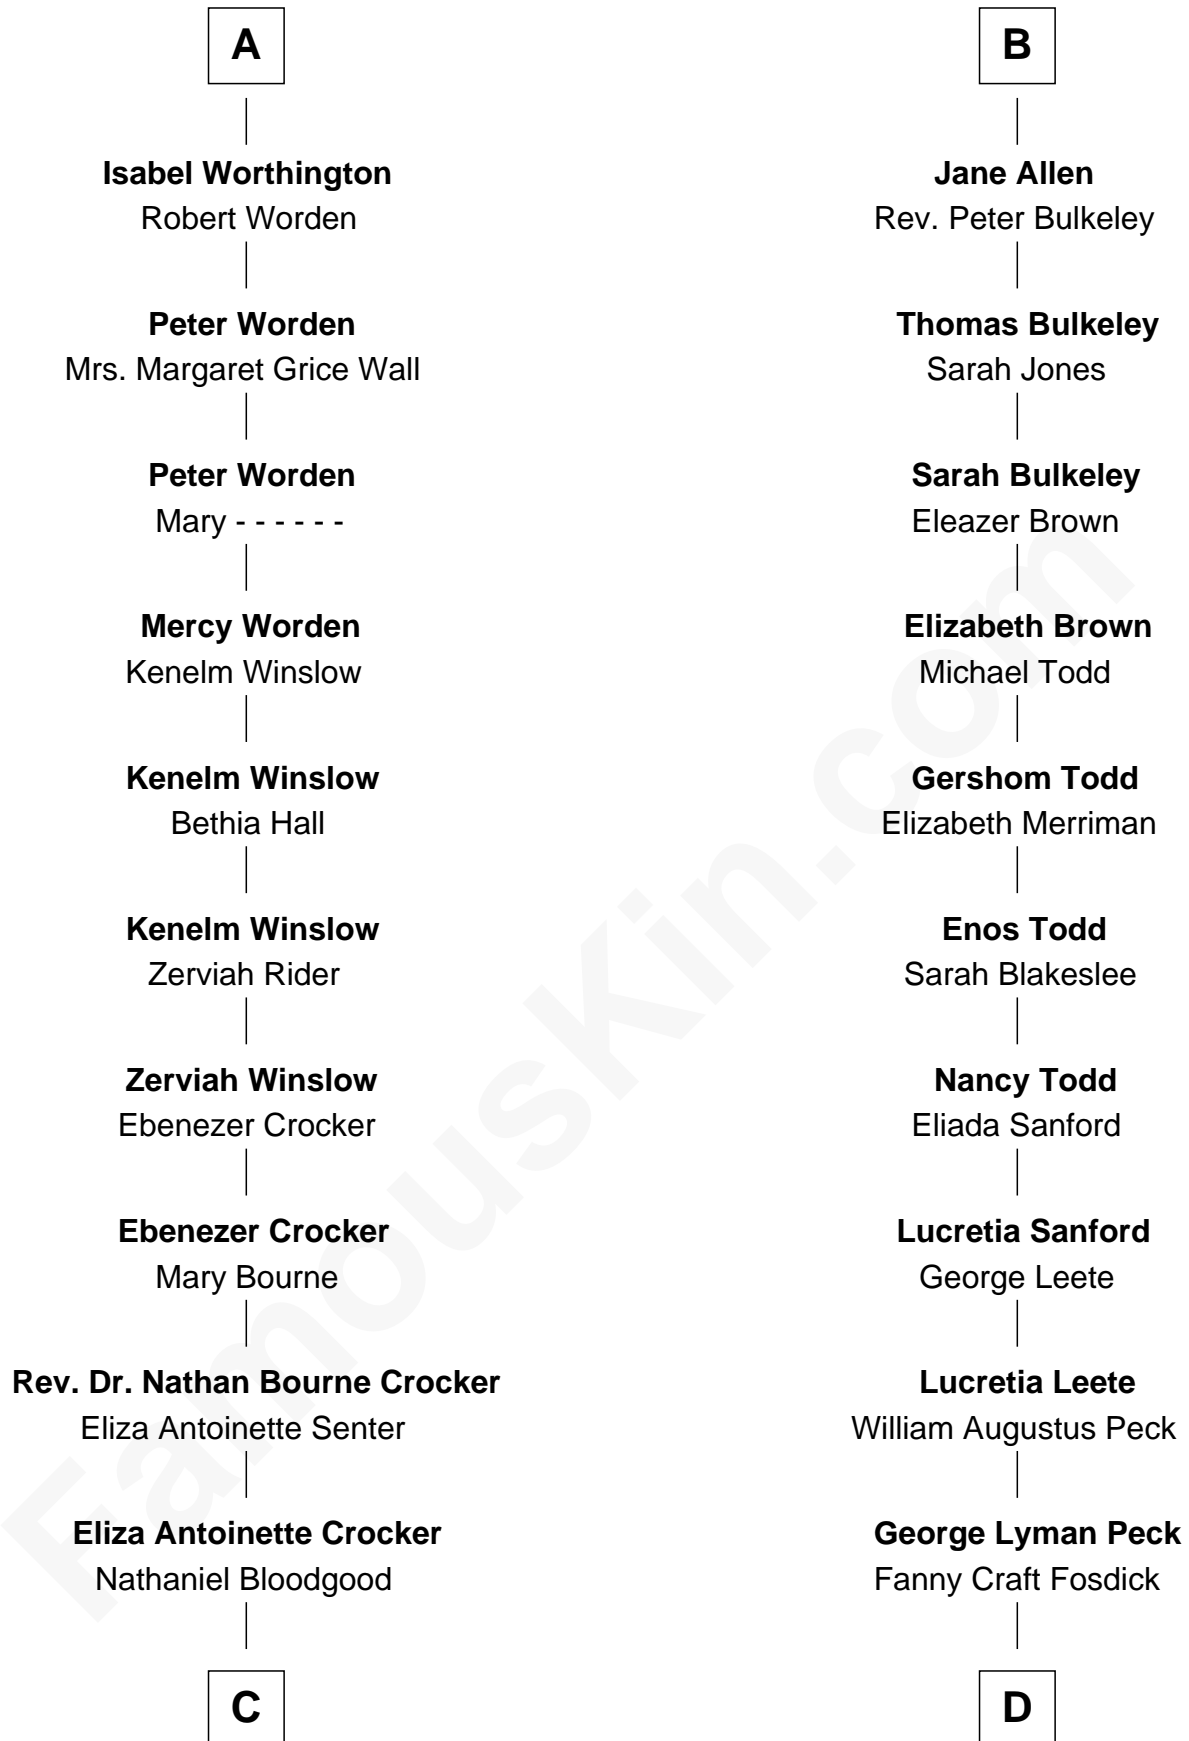 A
Isabel Worthington
Robert Worden
Peter Worden
Mrs. Margaret Grice Wall
Peter Worden
Mary - - - - - -
Mercy Worden
Kenelm Winslow
Kenelm Winslow
Bethia Hall
Kenelm Winslow
Zerviah Rider
Zerviah Winslow
Ebenezer Crocker
Ebenezer Crocker
Mary Bourne
Rev. Dr. Nathan Bourne Crocker
Eliza Antoinette Senter
Eliza Antoinette Crocker
Nathaniel Bloodgood
C
B
Jane Allen
Rev. Peter Bulkeley
Thomas Bulkeley
Sarah Jones
Sarah Bulkeley
Eleazer Brown
Elizabeth Brown
Michael Todd
Gershom Todd
Elizabeth Merriman
Enos Todd
Sarah Blakeslee
Nancy Todd
Eliada Sanford
Lucretia Sanford
George Leete
Lucretia Leete
William Augustus Peck
George Lyman Peck
Fanny Craft Fosdick
D
FamousKin.com